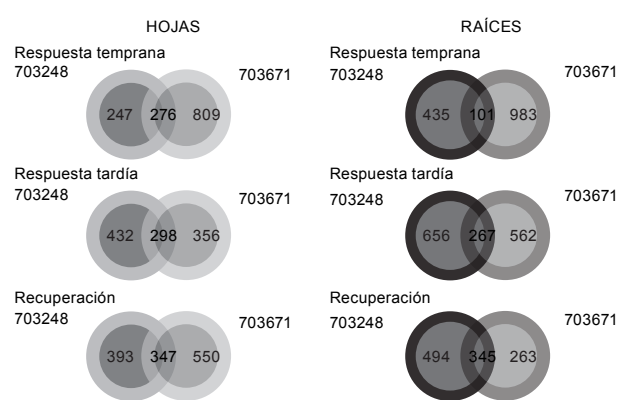 HOJAS
Respuesta temprana
703248
703671
247 276 809
Respuesta tardía
703248
703671
432 298 356
Recuperación
703248
703671
393 347 550
RAÍCES
Respuesta temprana
703248
703671
435 101 983
Respuesta tardía
703248
703671
656 267 562
Recuperación
703248
703671
494 345 263